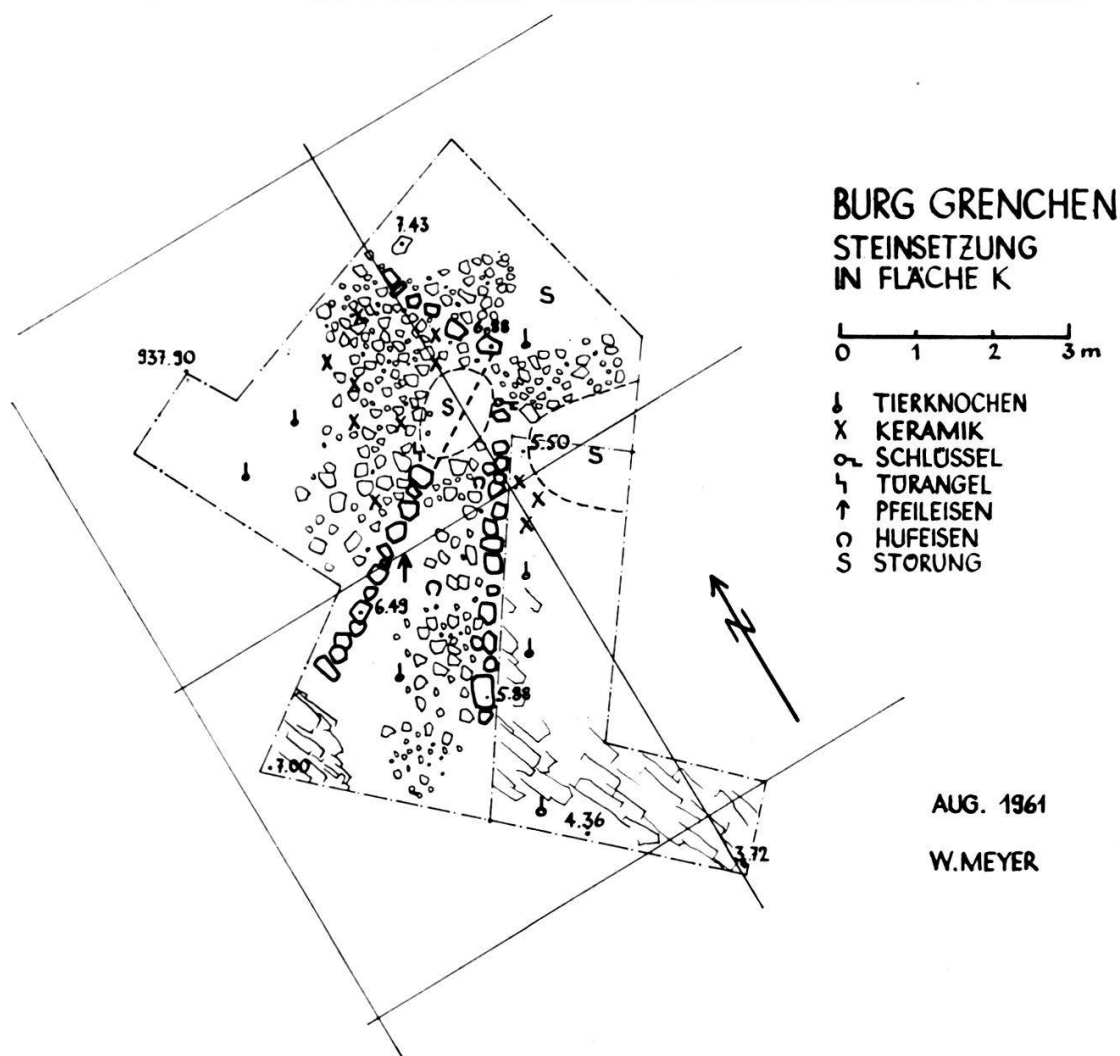 BURG GRENCHEN
STEINSETZUNG
IN FLÄCHE K
0 1 2 3 m
TIERKNOCHEN
X KERAMIK
SCHLÜSSEL
TÜRANGEL
PFEILEISEN
HUFEISEN
S STÖRUNG
AUG. 1961
W. MEYER
7.43
S
6.88
937.90
S
5.50
S
6.49
5.88
7.00
4.36
3.72